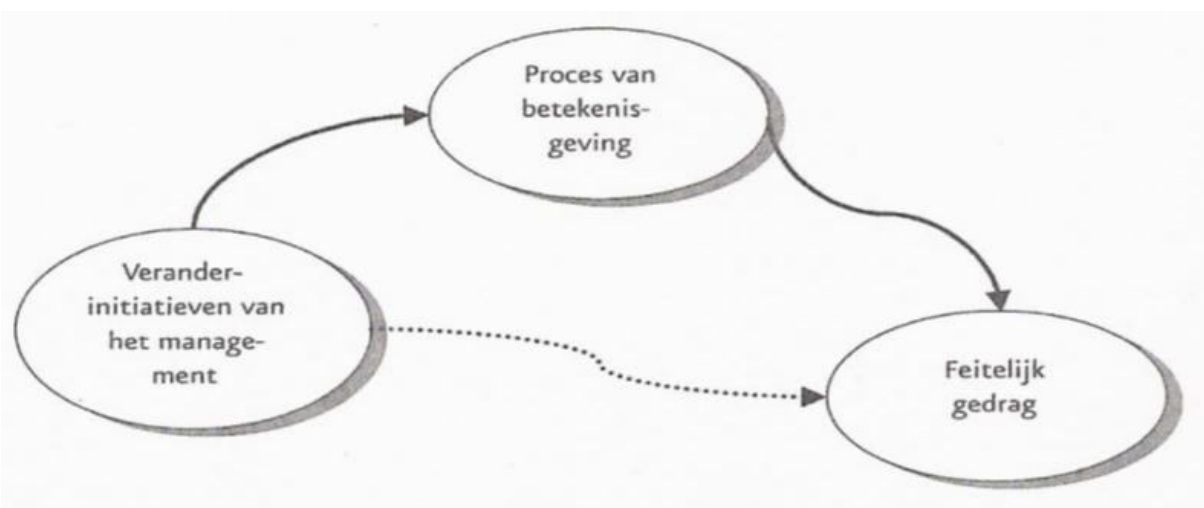 Proces van
betekenis-
geving
Verander-
initiatieven van
het manage-
ment
Feitelijk
gedrag